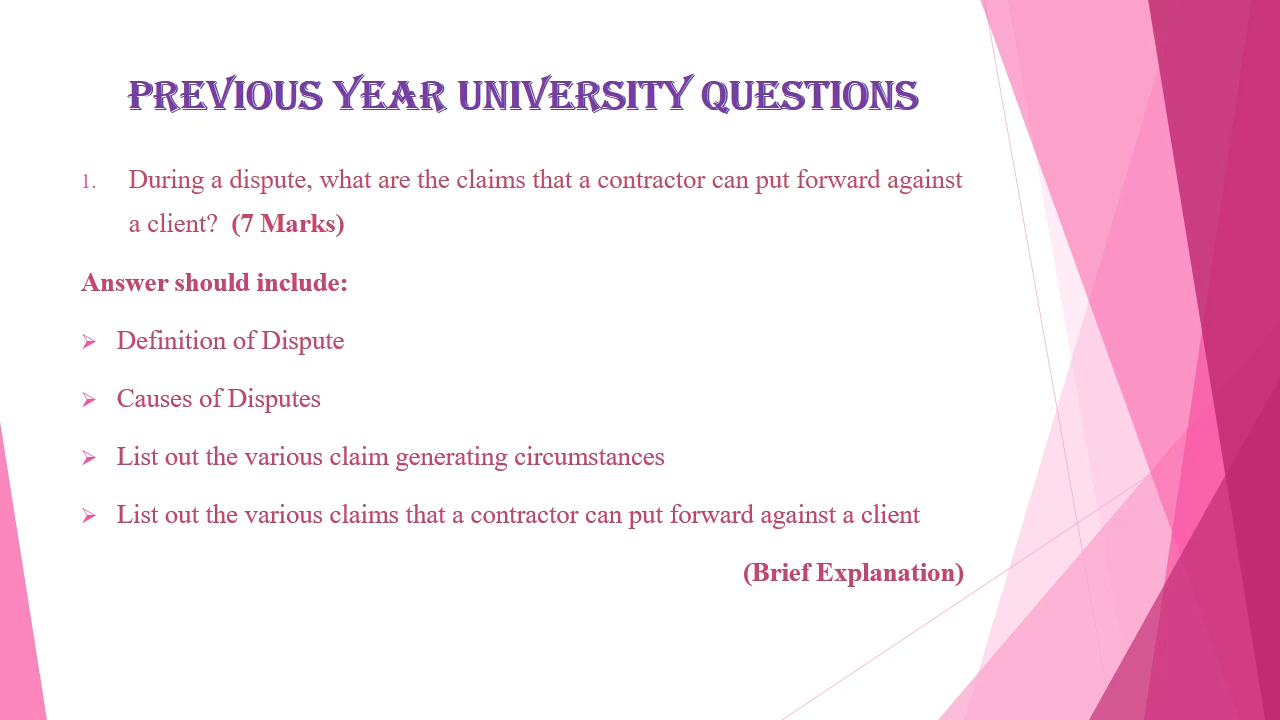 PREVIOUS YEAR UNIVERSITY QUESTIONS
1. During a dispute, what are the claims that a contractor can put forward against
a client? (7 Marks)
Answer should include:
➢ Definition of Dispute
➢ Causes of Disputes
➢ List out the various claim generating circumstances
➢ List out the various claims that a contractor can put forward against a client
(Brief Explanation)